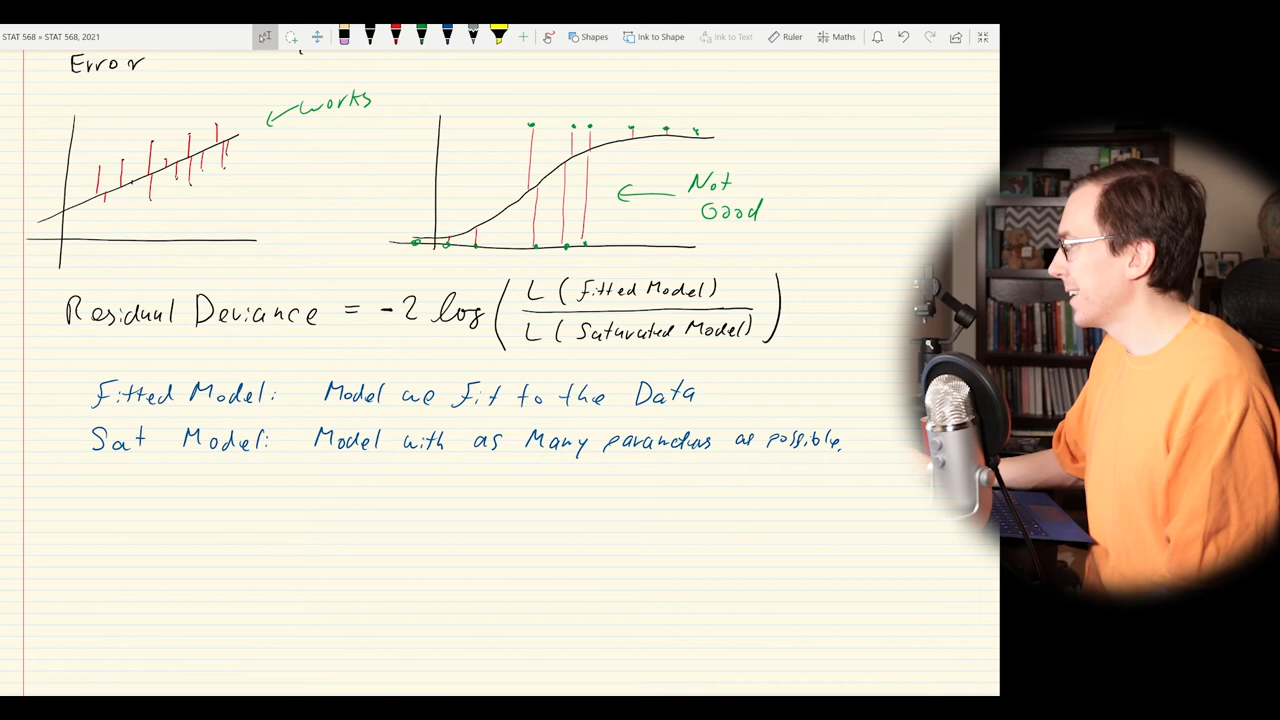 STAT 568 » STAT 568, 2021
Shapes
Ink to Shape
Ink to Text
Ruler
Maths
Error
works
Not
Good
Residual Deviance = -2 log ( L ( Fitted Model) / L ( Saturated Model) )
Fitted Model: Model we Fit to the Data
Sat Model: Model with as Many as possible.